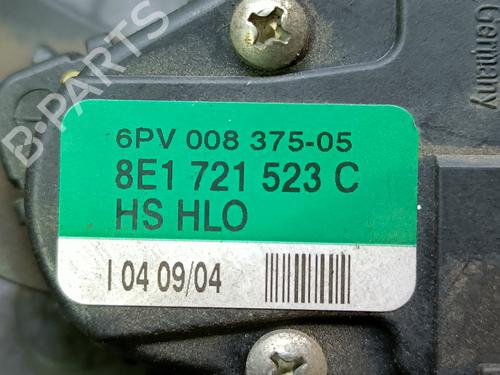 Germany
B-PARTS
6PV 008 375-05
8E1 721 523 C
HS HLO
I 04 09/04